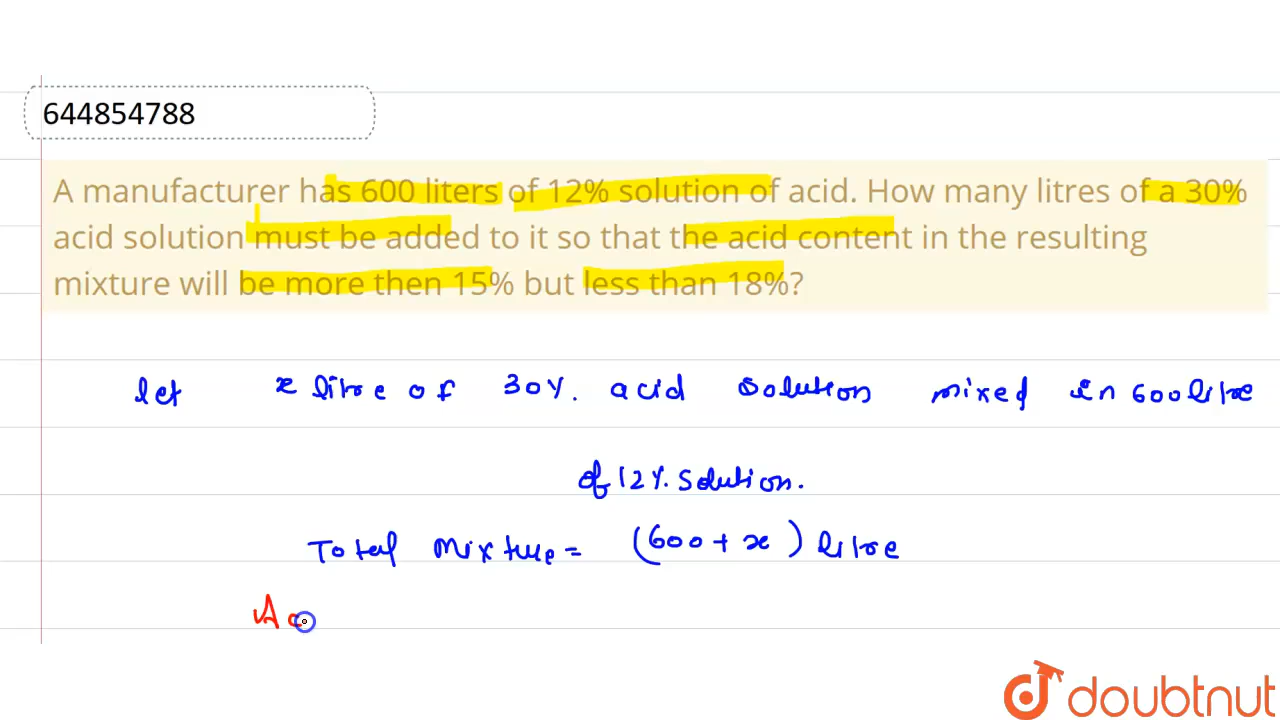 644854788
A manufacturer has 600 liters of 12% solution of acid. How many litres of a 30%
acid solution must be added to it so that the acid content in the resulting
mixture will be more then 15% but less than 18%?
let x litre of 30%. acid solution mixed in 600 litre
of 12%. solution.
Total Mixture = (600 + x) litre
Ac
doubtnut